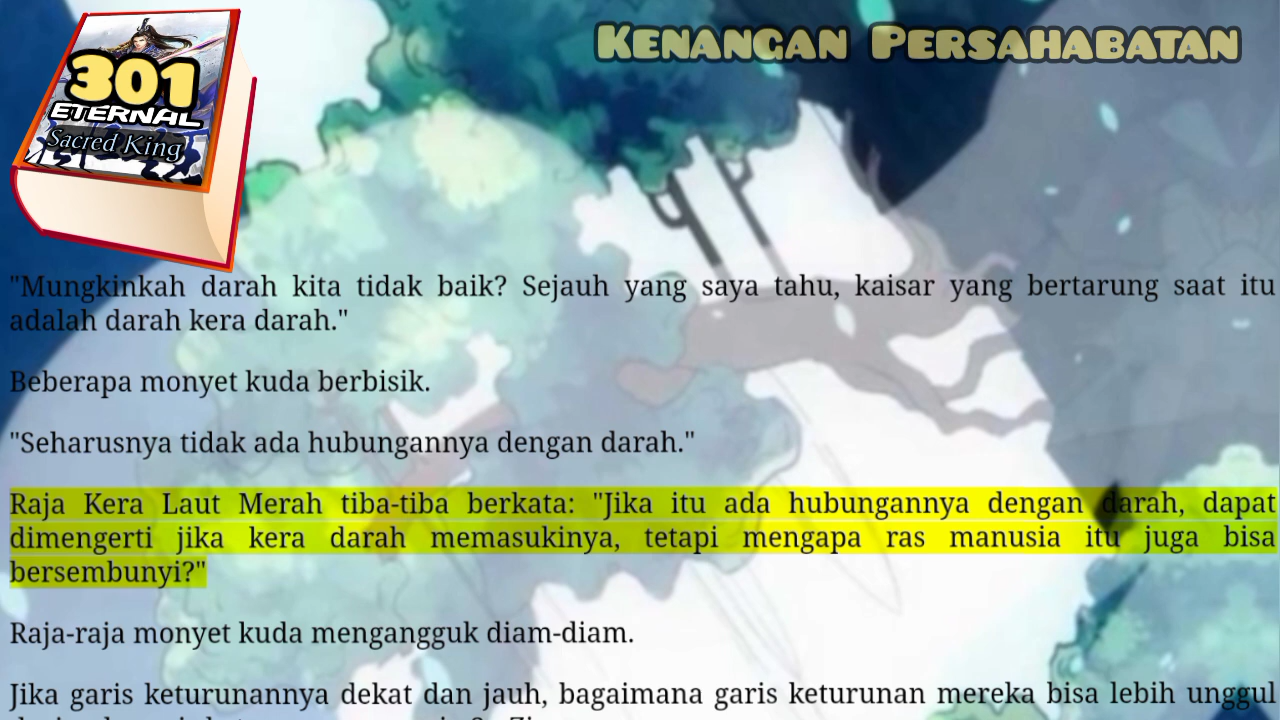 Kenangan Persahabatan
301
ETERNAL
Sacred King
"Mungkinkah darah kita tidak baik? Sejauh yang saya tahu, kaisar yang bertarung saat itu
adalah darah kera darah."
Beberapa monyet kuda berbisik.
"Seharusnya tidak ada hubungannya dengan darah."
Raja Kera Laut Merah tiba-tiba berkata: "Jika itu ada hubungannya dengan darah, dapat
dimengerti jika kera darah memasukinya, tetapi mengapa ras manusia itu juga bisa
bersembunyi?"
Raja-raja monyet kuda mengangguk diam-diam.
Jika garis keturunannya dekat dan jauh, bagaimana garis keturunan mereka bisa lebih unggul